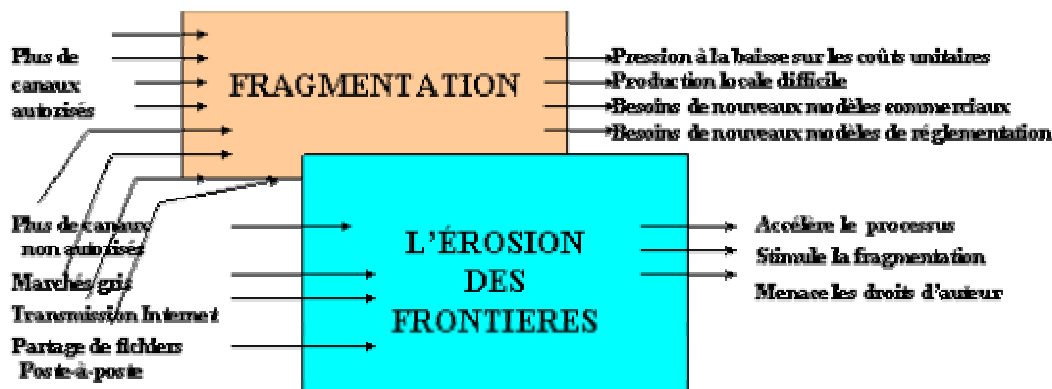 Plus de
canaux
autorisés
FRAGMENTATION
Pression à la baisse sur les coûts unitaires
Production locale difficile
Besoins de nouveaux modèles commerciaux
Besoins de nouveaux modèles de réglementation
Plus de canaux
non autorisés
Marchés gris
Transmission Internet
Partage de fichiers
Poste-à-poste
L'ÉROSION
DES
FRONTIERES
Accélère le processus
Stimule la fragmentation
Menace les droits d'auteur